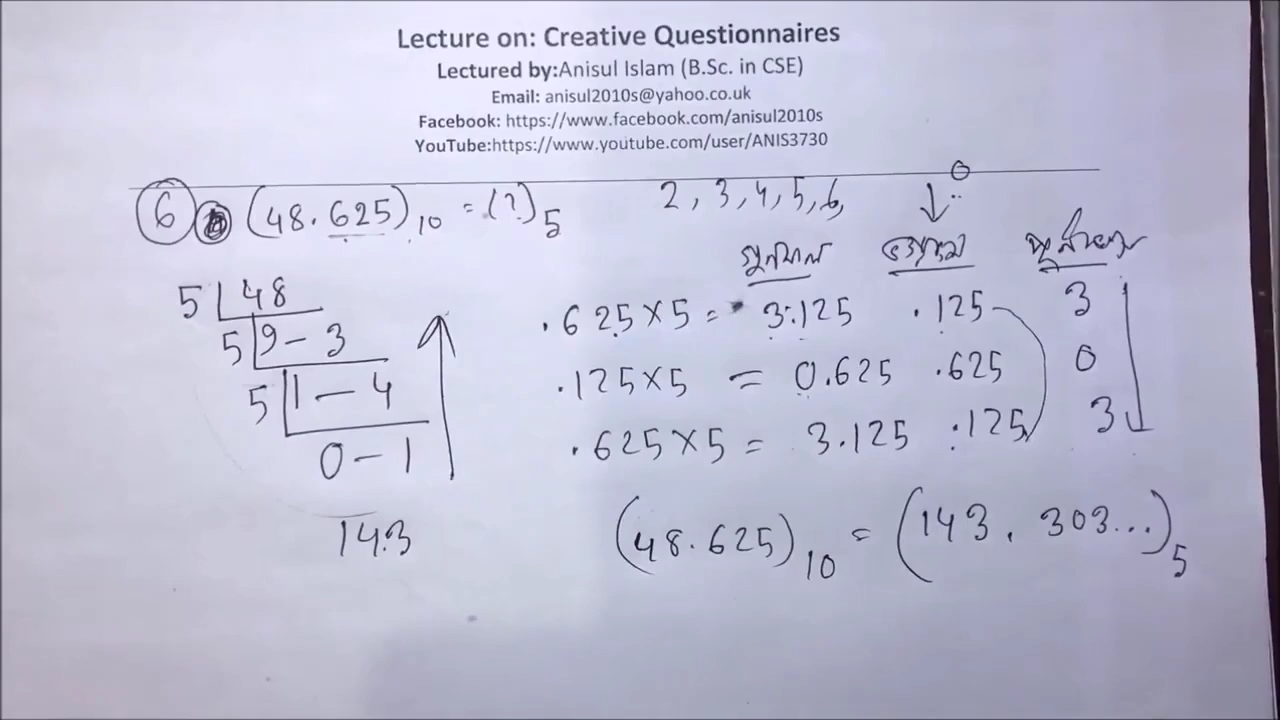 Lecture on: Creative Questionnaires
Lectured by:Anisul Islam (B.Sc. in CSE)
Email: anisul2010s@yahoo.co.uk
Facebook: https://www.facebook.com/anisul2010s
YouTube:https://www.youtube.com/user/ANIS3730
0
6 (48.625)10 = (?)5 2, 3, 4, 5, 6,
গুণফল ভগ্নাংশ পূর্ণাংশ
5 48
5 9 - 3
5 1 - 4
0 - 1
143
.625 × 5 = 3.125 .125 3
.125 × 5 = 0.625 .625 0
.625 × 5 = 3.125 .125 3
(48.625)10 = (143.303...)5